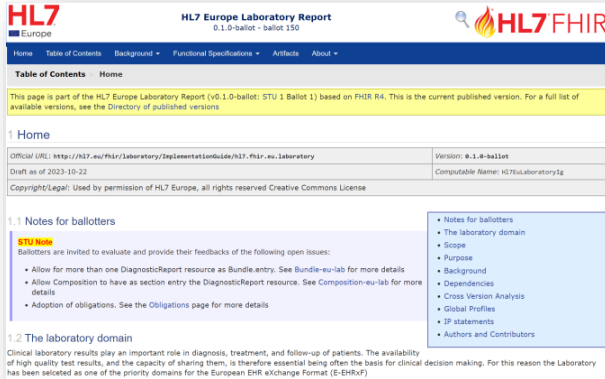 HL7
Europe
HL7 Europe Laboratory Report
0.1.0-ballot - ballot 150
HL7 FHIR
Home Table of Contents Background Functional Specifications Artifacts About
Table of Contents Home
This page is part of the HL7 Europe Laboratory Report (v0.1.0-ballot: STU 1 Ballot 1) based on FHIR R4. This is the current published version. For a full list of
available versions, see the Directory of published versions
1 Home
Official URL: http://hl7.eu/fhir/laboratory/ImplementationGuide/hl7.fhir.eu.laboratory Version: 0.1.0-ballot
Draft as of 2023-10-22 Computable Name: Hl7EuLaboratoryIg
Copyright/Legal: Used by permission of HL7 Europe, all rights reserved Creative Commons License
1.1 Notes for ballotters
STU Note
Ballotters are invited to evaluate and provide their feedbacks of the following open issues:
• Allow for more than one DiagnosticReport resource as Bundle.entry. See Bundle-eu-lab for more details
• Allow Composition to have as section entry the DiagnosticReport resource. See Composition-eu-lab for more
details
• Adoption of obligations. See the Obligations page for more details
• Notes for ballotters
• The laboratory domain
• Scope
• Purpose
• Background
• Dependencies
• Cross Version Analysis
• Global Profiles
• IP statements
• Authors and Contributors
1.2 The laboratory domain
Clinical laboratory results play an important role in diagnosis, treatment, and follow-up of patients. The availability
of high quality test results, and the capacity of sharing them, is therefore essential being often the basis for clinical decision making. For this reason the Laboratory
has been selceted as one of the priority domains for the European EHR eXchange Format (E-EHRxF)